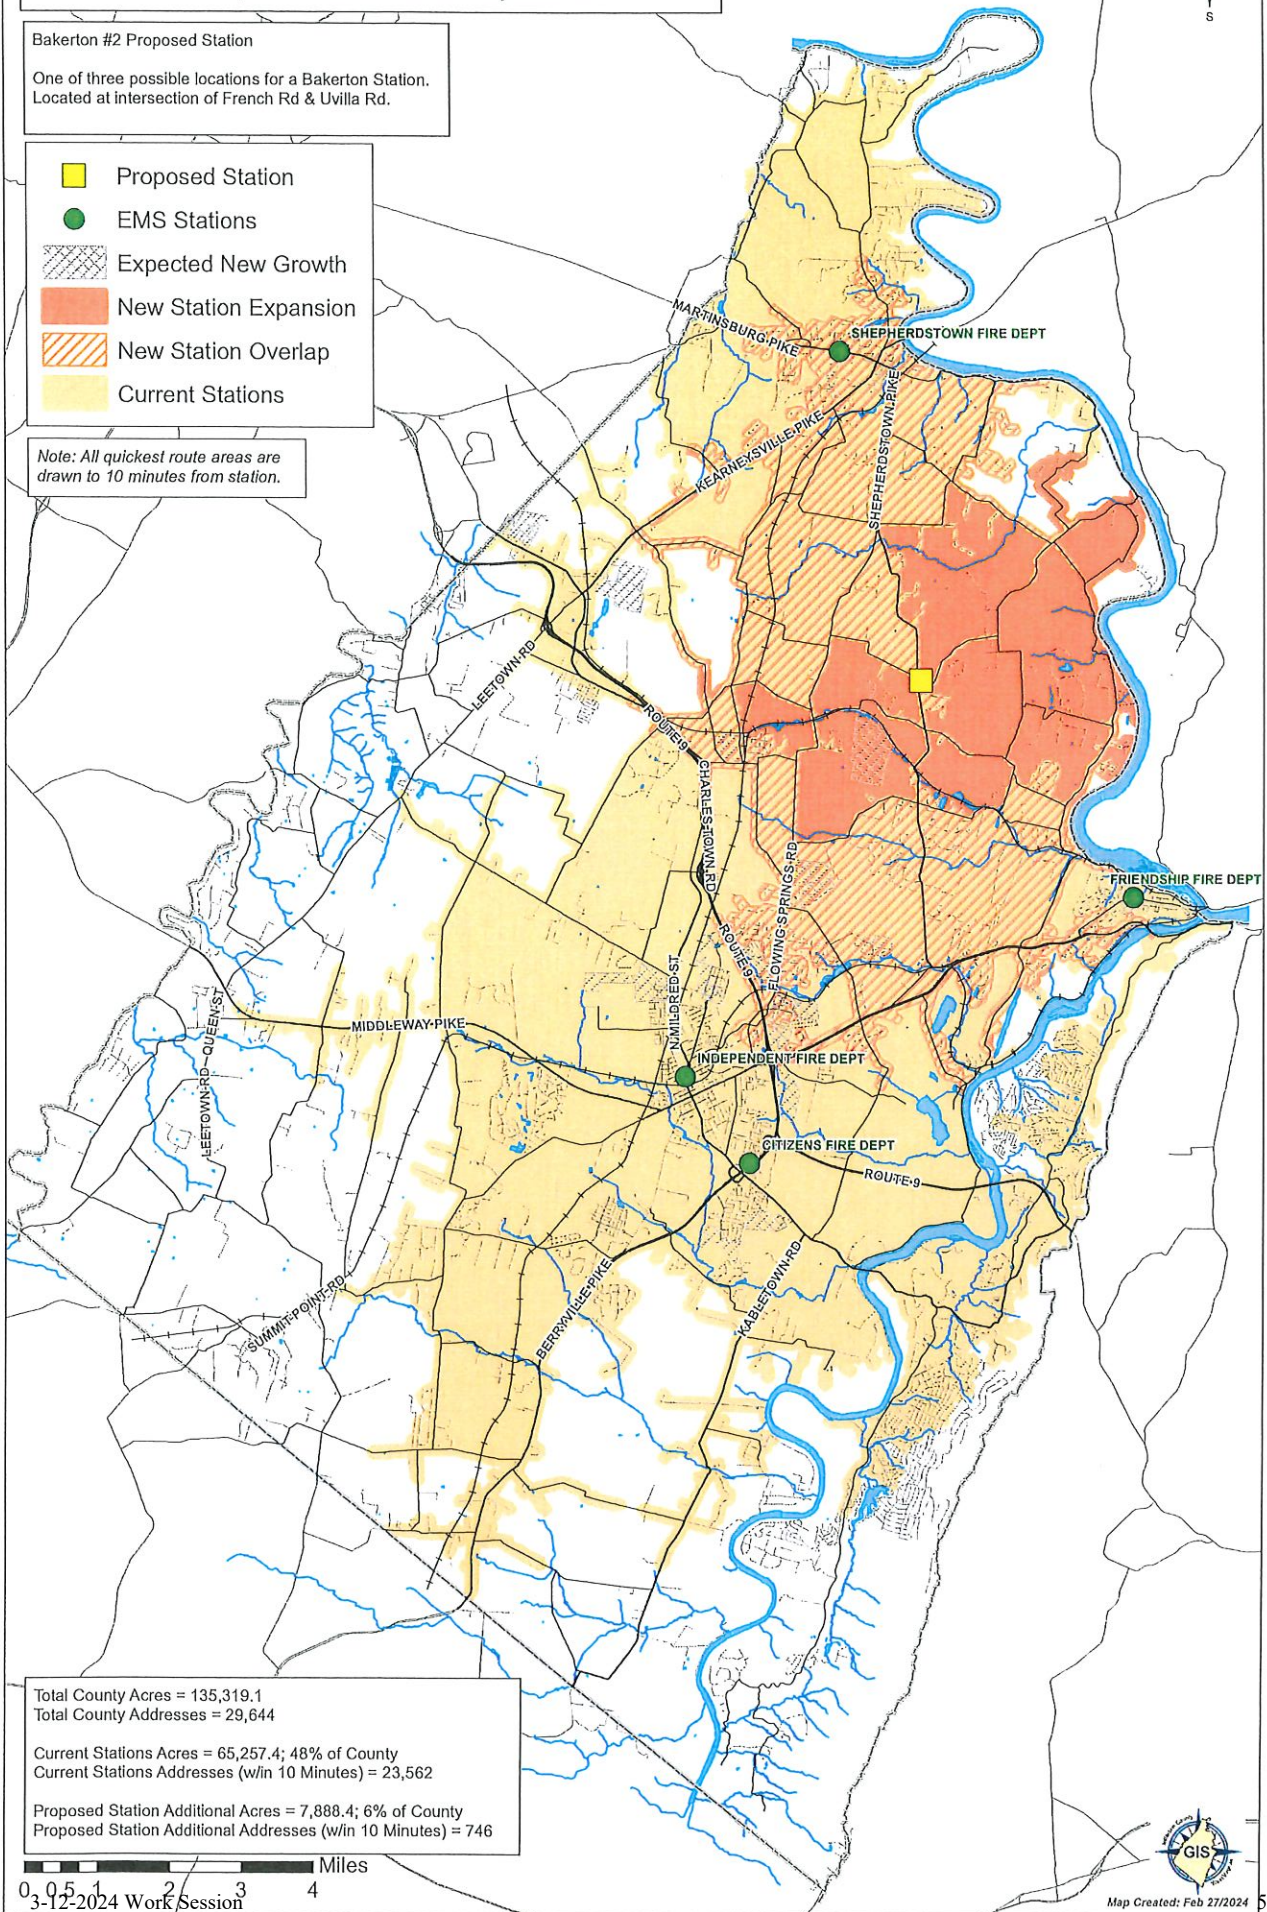 S
Bakerton #2 Proposed Station
One of three possible locations for a Bakerton Station.
Located at intersection of French Rd & Uvilla Rd.
Proposed Station
EMS Stations
Expected New Growth
New Station Expansion
New Station Overlap
Current Stations
Note: All quickest route areas are
drawn to 10 minutes from station.
MARTINSBURG PIKE
SHEPHERDSTOWN FIRE DEPT
KEARNEYSVILLE PIKE
SHEPHERDSTOWN PIKE
LEETOWN RD
ROUTE 9
CHARLES TOWN RD
FLOWING SPRINGS RD
FRIENDSHIP FIRE DEPT
ROUTE 9
N MILDRED ST
MIDDLEWAY PIKE
LEETOWN RD
QUEEN ST
INDEPENDENT FIRE DEPT
CITIZENS FIRE DEPT
ROUTE 9
KABLETOWN RD
BERRYVILLE PIKE
SUMMIT POINT RD
Total County Acres = 135,319.1
Total County Addresses = 29,644
Current Stations Acres = 65,257.4; 48% of County
Current Stations Addresses (w/in 10 Minutes) = 23,562
Proposed Station Additional Acres = 7,888.4; 6% of County
Proposed Station Additional Addresses (w/in 10 Minutes) = 746
Miles
0 0.5 1 2 3 4
3-12-2024 Work Session
GIS
Map Created: Feb 27/2024
5